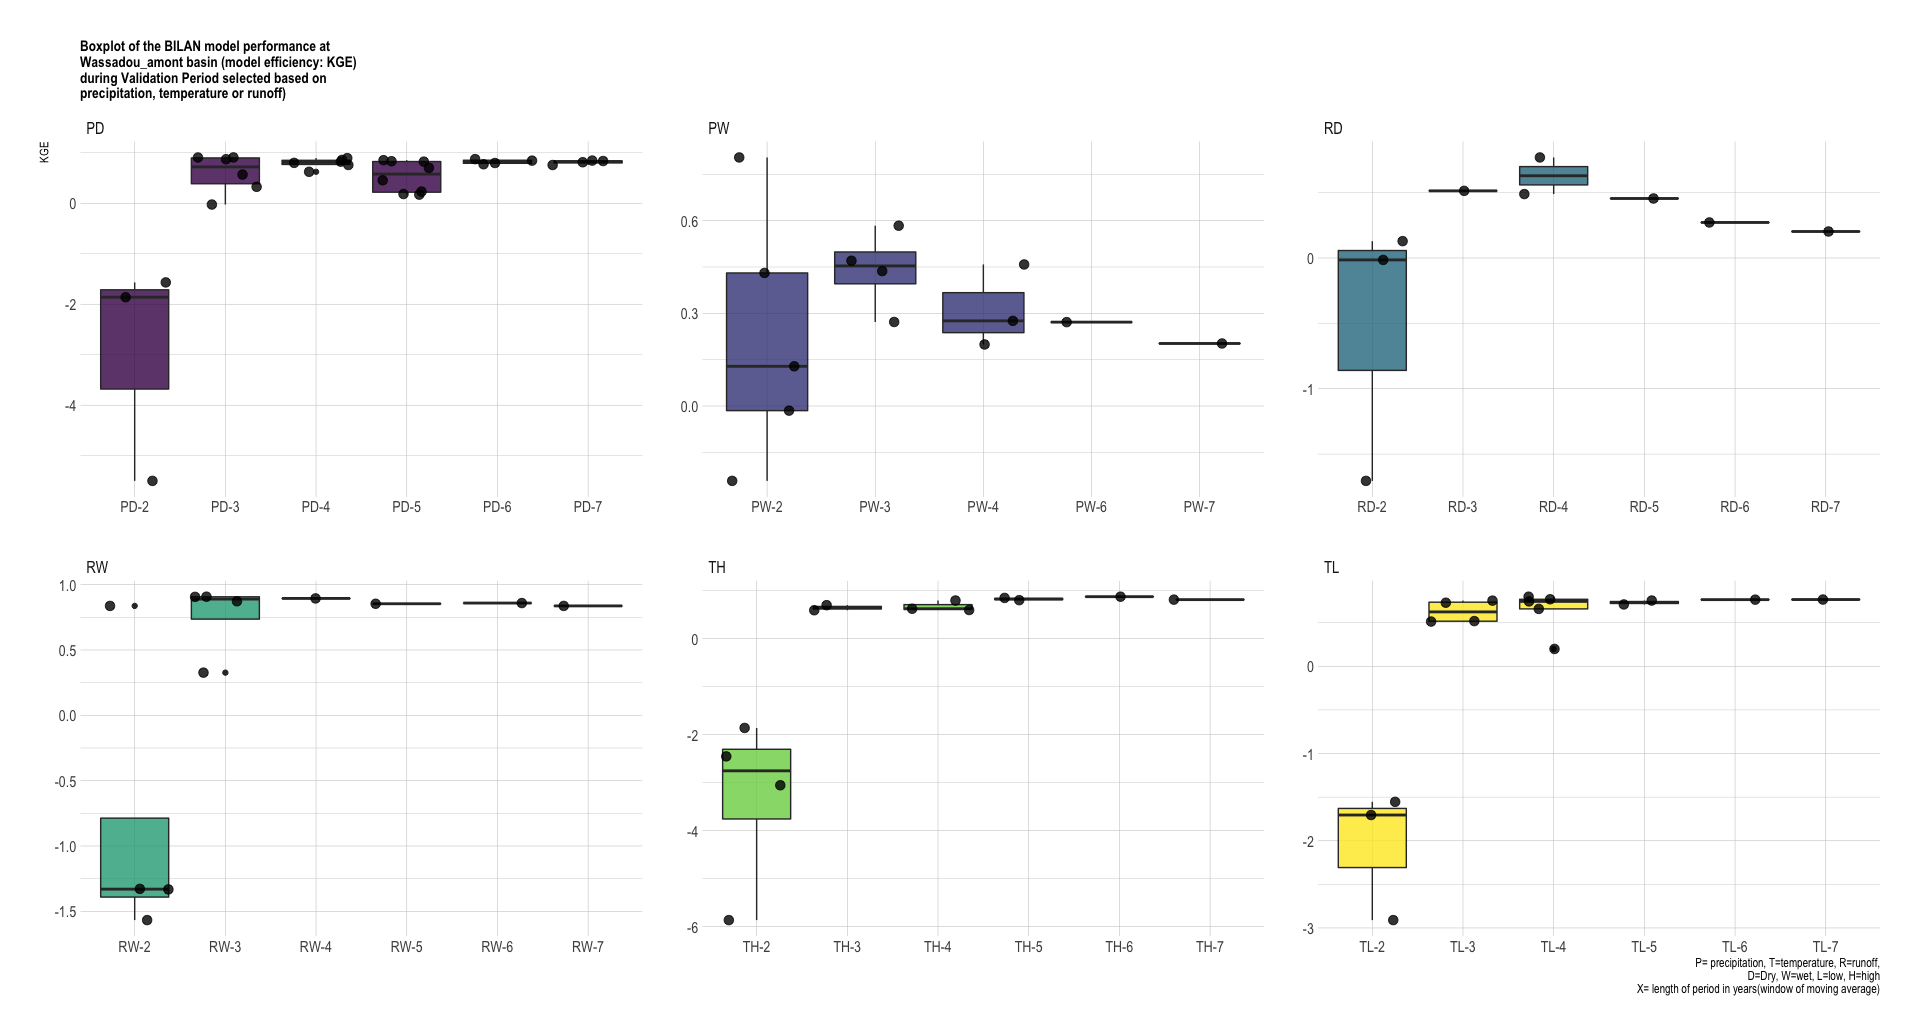 Boxplot of the BILAN model performance at
Wassadou_amont basin (model efficiency: KGE)
during Validation Period selected based on
precipitation, temperature or runoff)
PD
PW
RD
KGE
0
-2
-4
0.6
0.3
0.0
0
-1
PD-2 PD-3 PD-4 PD-5 PD-6 PD-7
PW-2 PW-3 PW-4 PW-6 PW-7
RD-2 RD-3 RD-4 RD-5 RD-6 RD-7
RW
TH
TL
1.0
0.5
0.0
-0.5
-1.0
-1.5
0
-2
-4
-6
0
-1
-2
-3
RW-2 RW-3 RW-4 RW-5 RW-6 RW-7
TH-2 TH-3 TH-4 TH-5 TH-6 TH-7
TL-2 TL-3 TL-4 TL-5 TL-6 TL-7
P= precipitation, T=temperature, R=runoff,
D=Dry, W=wet, L=low, H=high
X= length of period in years(window of moving average)